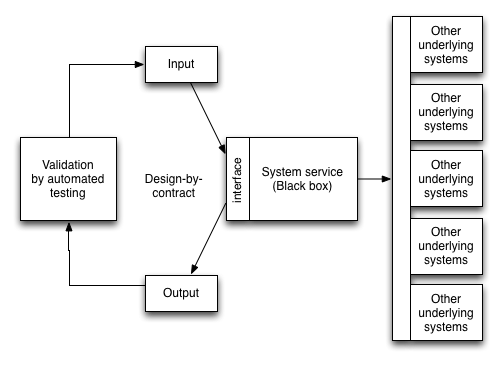 Input
Validation
by automated
testing
Design-by-
contract
interface
System service
(Black box)
Output
Other
underlying
systems
Other
underlying
systems
Other
underlying
systems
Other
underlying
systems
Other
underlying
systems